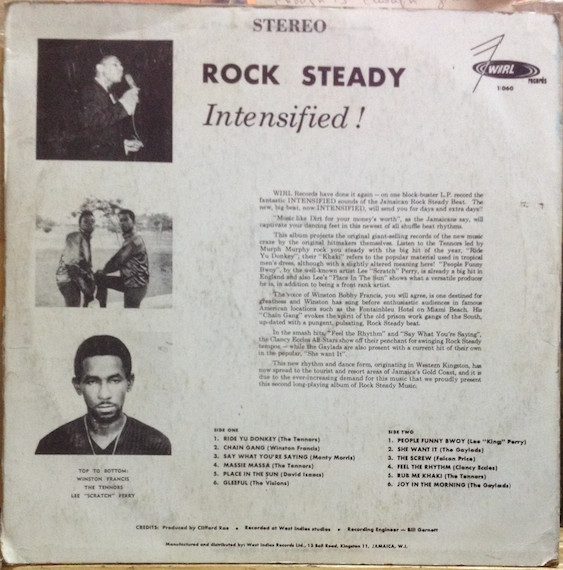 STEREO
ROCK STEADY
Intensified !
WIRL
records
1-060
WIRL Records have done it again — on one block-buster L.P. record the
fantastic INTENSIFIED sounds of the Jamaican Rock Steady Beat. The
new, big beat, now INTENSIFIED, will send you for days and extra days!!
"Music like Dirt for your money's worth", as the Jamaicans say, will
captivate your dancing feet in this newest of all shuffle beat rhythms.
This album projects the original giant-selling records of the new music
craze by the original hitmakers themselves. Listen to the Tennors led by
Murph Murphy rock you steady with the big hit of the year, "Ride
Yu Donkey"; their "Khaki" refers to the popular material used in tropical
men's dress, although with a slightly altered meaning here! "People Funny
Bwoy", by the well-known artist Lee "Scratch" Perry, is already a big hit in
England and also Lee's "Place In The Sun" shows what a versatile producer
he is, in addition to being a front rank artist.
The voice of Winston Bobby Francis, you will agree, is one destined for
greatness and Winston has sung before enthusiastic audiences in famous
American locations such as the Fontainbleu Hotel on Miami Beach. His
"Chain Gang" evokes the spirit of the old prison work gangs of the South,
up-dated with a pungent, pulsating, Rock Steady beat.
In the smash hits, "Feel the Rhythm" and "Say What You're Saying",
the Clancy Eccles All-Stars show off their penchant for swinging Rock Steady
tempos, — while the Gaylads are also present with a current hit of their own
in the popular, "She want It".
This new rhythm and dance form, originating in Western Kingston, has
now spread to the tourist and resort areas of Jamaica's Gold Coast, and it is
due to the ever-increasing demand for this music that we proudly present
this second long-playing album of Rock Steady Music.
SIDE ONE
1. RIDE YU DONKEY (The Tennors)
2. CHAIN GANG (Winston Francis)
3. SAY WHAT YOU'RE SAYING (Monty Morris)
4. MASSIE MASSA (The Tennors)
5. PLACE IN THE SUN (David Isaacs)
6. GLEEFUL (The Visions)
SIDE TWO
1. PEOPLE FUNNY BWOY (Lee "King" Perry)
2. SHE WANT IT (The Gaylads)
3. THE SCREW (Falcon Price)
4. FEEL THE RHYTHM (Clancy Eccles)
5. RUB ME KHAKI (The Tennors)
6. JOY IN THE MORNING (The Gaylads)
TOP TO BOTTOM:
WINSTON FRANCIS
THE TENNORS
LEE "SCRATCH" PERRY
CREDITS: Produced by Clifford Rae • Recorded at West Indies studios • Recording Engineer — Bill Garnett
Manufactured and distributed by: West Indies Records Ltd., 13 Bell Road, Kingston 11, JAMAICA, W.I.